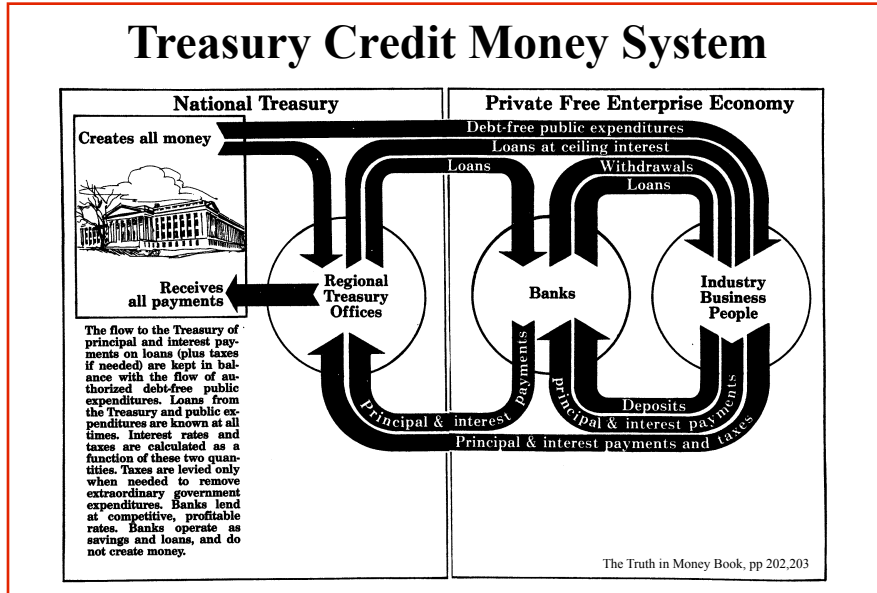 Treasury Credit Money System
National Treasury
Private Free Enterprise Economy
Creates all money
Debt-free public expenditures
Loans at ceiling interest
Loans
Withdrawals
Loans
Receives
all payments
Regional
Treasury
Offices
Banks
Industry
Business
People
The flow to the Treasury of
principal and interest pay-
ments on loans (plus taxes
if needed) are kept in bal-
ance with the flow of au-
thorized debt-free public
expenditures. Loans from
the Treasury and public ex-
penditures are known at all
times. Interest rates and
taxes are calculated as a
function of these two quan-
tities. Taxes are levied only
when needed to remove
extraordinary government
expenditures. Banks lend
at competitive, profitable
rates. Banks operate as
savings and loans, and do
not create money.
Principal & interest payments
Deposits
principal & interest payments
Principal & interest payments and taxes
The Truth in Money Book, pp 202,203